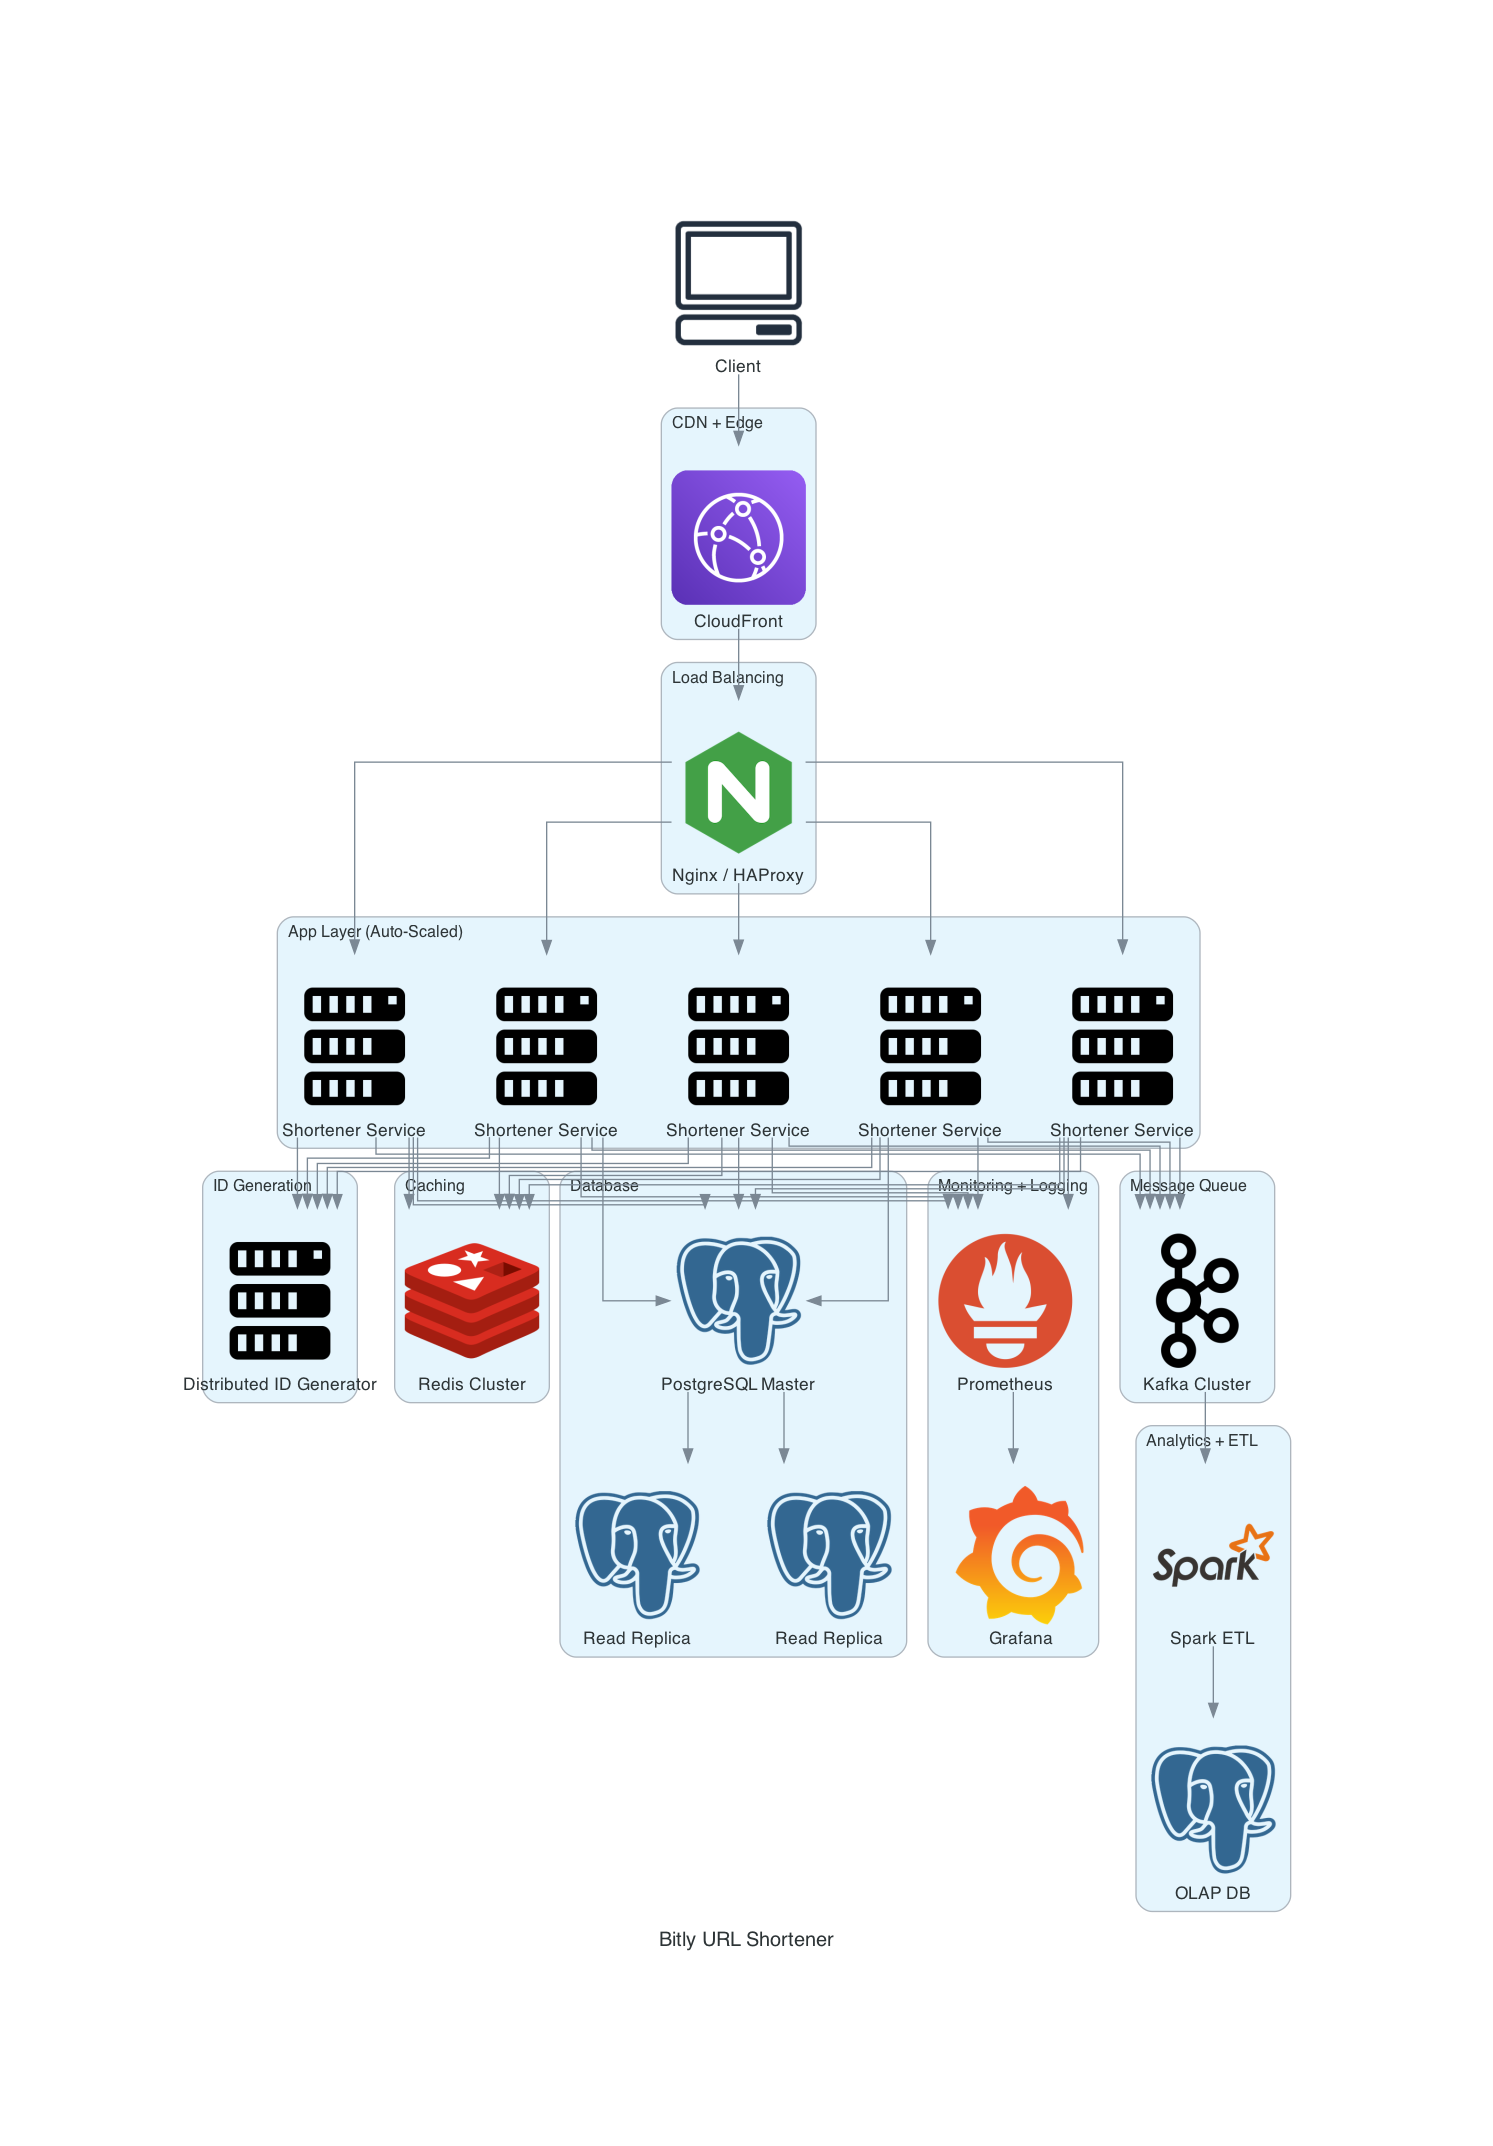 Client
CDN + Edge
CloudFront
Load Balancing
Nginx / HAProxy
App Layer (Auto-Scaled)
Shortener Service
Shortener Service
Shortener Service
Shortener Service
Shortener Service
ID Generation
Caching
Database
Monitoring + Logging
Message Queue
Distributed ID Generator
Redis Cluster
PostgreSQL Master
Prometheus
Kafka Cluster
Analytics + ETL
Spark
Read Replica
Read Replica
Grafana
Spark ETL
OLAP DB
Bitly URL Shortener